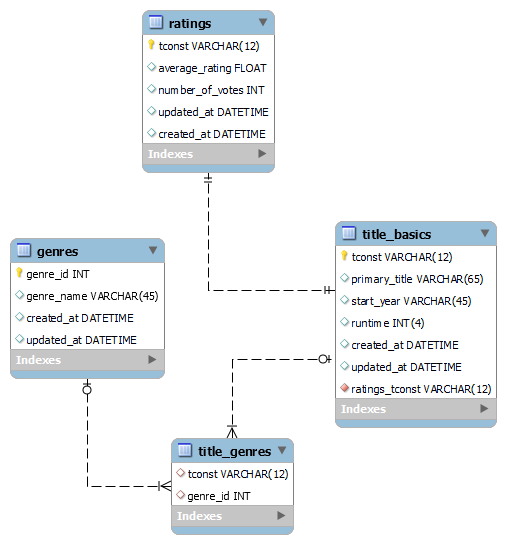 ratings
tconst VARCHAR(12)
average_rating FLOAT
number_of_votes INT
updated_at DATETIME
created_at DATETIME
Indexes
genres
genre_id INT
genre_name VARCHAR(45)
created_at DATETIME
updated_at DATETIME
Indexes
title_basics
tconst VARCHAR(12)
primary_title VARCHAR(65)
start_year VARCHAR(45)
runtime INT(4)
created_at DATETIME
updated_at DATETIME
ratings_tconst VARCHAR(12)
Indexes
title_genres
tconst VARCHAR(12)
genre_id INT
Indexes